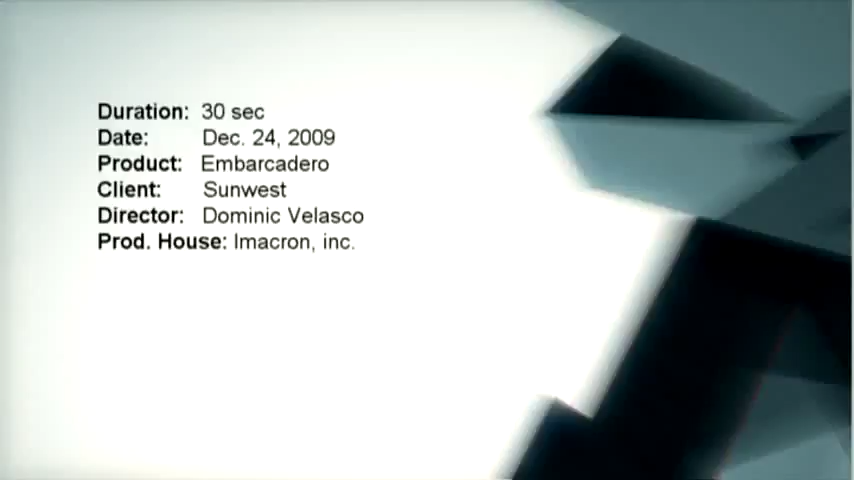 Duration: 30 sec
Date: Dec. 24, 2009
Product: Embarcadero
Client: Sunwest
Director: Dominic Velasco
Prod. House: Imacron, inc.